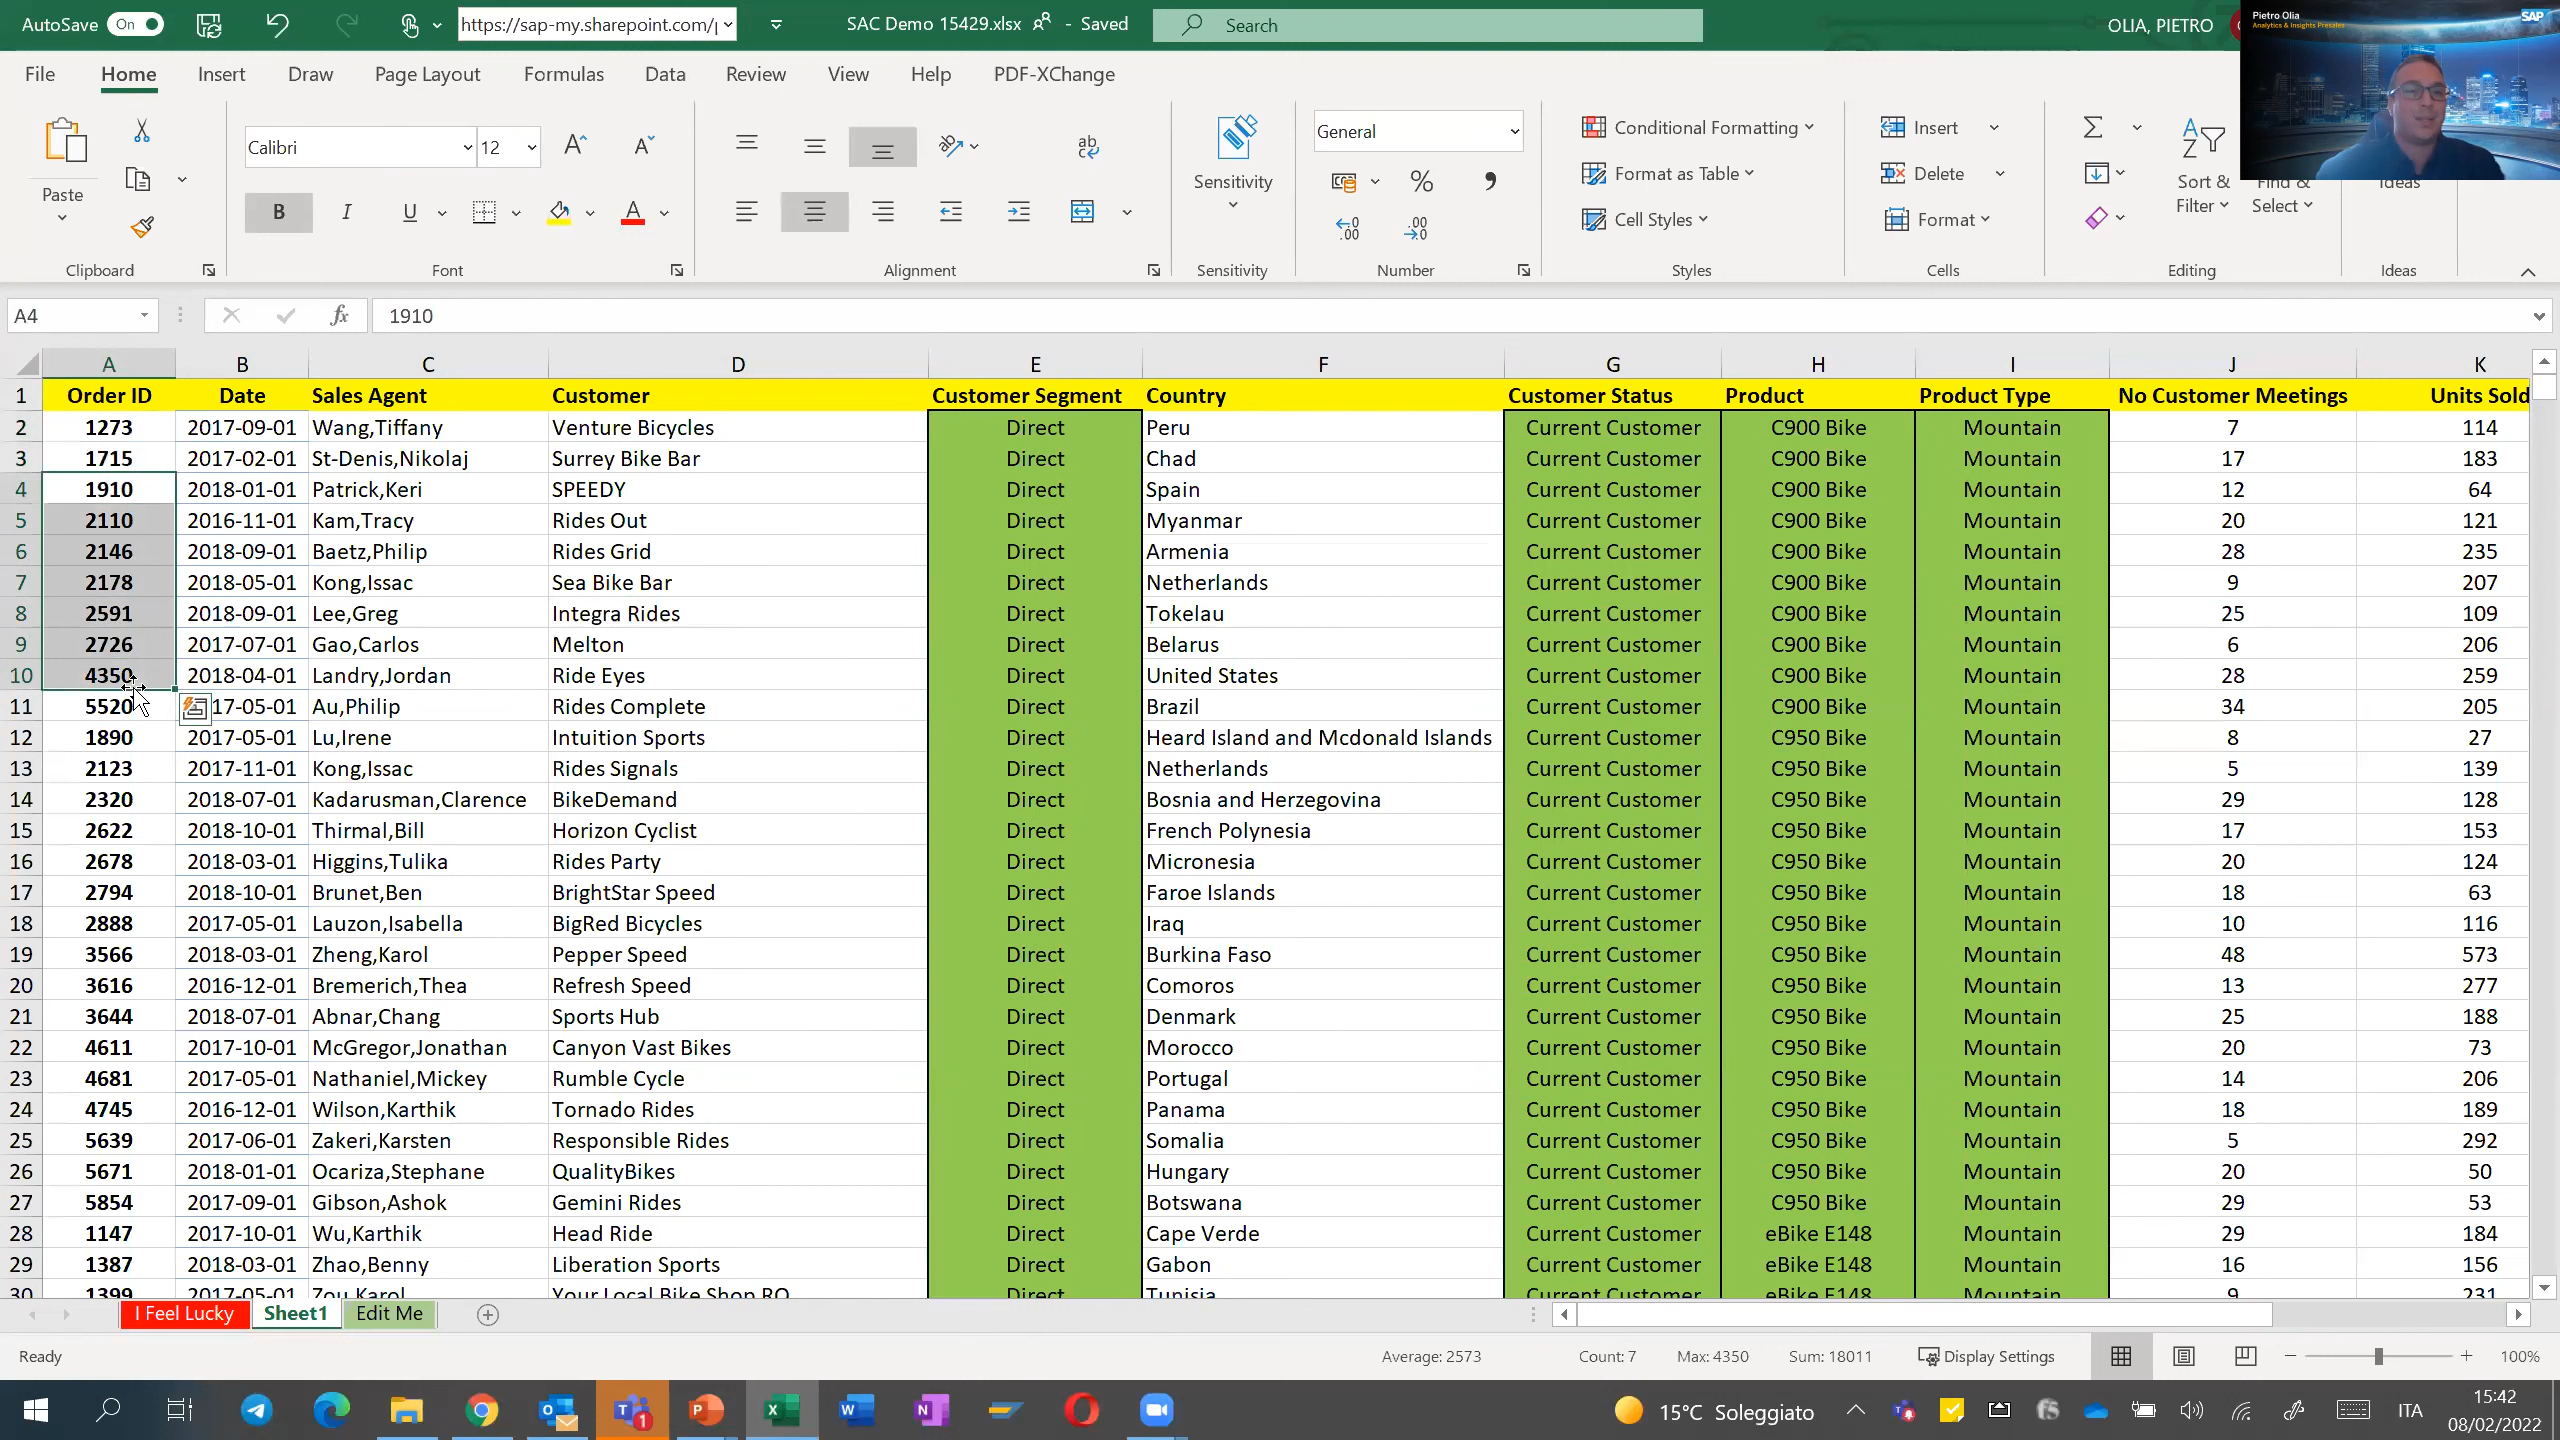 AutoSave On https://sap-my.sharepoint.com/p SAC Demo 15429.xlsx - Saved Search OLIA, PIETRO
Pietro Olia
Analytics & Insights Presales
SAP
File Home Insert Draw Page Layout Formulas Data Review View Help PDF-XChange
Calibri 12 General Conditional Formatting Insert
Paste Sensitivity Format as Table Delete Sort & Find & Ideas
Cell Styles Format Filter Select
Clipboard Font Alignment Sensitivity Number Styles Cells Editing Ideas
A4 fx 1910
A B C D E F G H I J K
1 Order ID Date Sales Agent Customer Customer Segment Country Customer Status Product Product Type No Customer Meetings Units Sold
2 1273 2017-09-01 Wang,Tiffany Venture Bicycles Direct Peru Current Customer C900 Bike Mountain 7 114
3 1715 2017-02-01 St-Denis,Nikolaj Surrey Bike Bar Direct Chad Current Customer C900 Bike Mountain 17 183
4 1910 2018-01-01 Patrick,Keri SPEEDY Direct Spain Current Customer C900 Bike Mountain 12 64
5 2110 2016-11-01 Kam,Tracy Rides Out Direct Myanmar Current Customer C900 Bike Mountain 20 121
6 2146 2018-09-01 Baetz,Philip Rides Grid Direct Armenia Current Customer C900 Bike Mountain 28 235
7 2178 2018-05-01 Kong,Issac Sea Bike Bar Direct Netherlands Current Customer C900 Bike Mountain 9 207
8 2591 2018-09-01 Lee,Greg Integra Rides Direct Tokelau Current Customer C900 Bike Mountain 25 109
9 2726 2017-07-01 Gao,Carlos Melton Direct Belarus Current Customer C900 Bike Mountain 6 206
10 4350 2018-04-01 Landry,Jordan Ride Eyes Direct United States Current Customer C900 Bike Mountain 28 259
11 5520 17-05-01 Au,Philip Rides Complete Direct Brazil Current Customer C900 Bike Mountain 34 205
12 1890 2017-05-01 Lu,Irene Intuition Sports Direct Heard Island and Mcdonald Islands Current Customer C950 Bike Mountain 8 27
13 2123 2017-11-01 Kong,Issac Rides Signals Direct Netherlands Current Customer C950 Bike Mountain 5 139
14 2320 2018-07-01 Kadarusman,Clarence BikeDemand Direct Bosnia and Herzegovina Current Customer C950 Bike Mountain 29 128
15 2622 2018-10-01 Thirmal,Bill Horizon Cyclist Direct French Polynesia Current Customer C950 Bike Mountain 17 153
16 2678 2018-03-01 Higgins,Tulika Rides Party Direct Micronesia Current Customer C950 Bike Mountain 20 124
17 2794 2018-10-01 Brunet,Ben BrightStar Speed Direct Faroe Islands Current Customer C950 Bike Mountain 18 63
18 2888 2017-05-01 Lauzon,Isabella BigRed Bicycles Direct Iraq Current Customer C950 Bike Mountain 10 116
19 3566 2018-03-01 Zheng,Karol Pepper Speed Direct Burkina Faso Current Customer C950 Bike Mountain 48 573
20 3616 2016-12-01 Bremerich,Thea Refresh Speed Direct Comoros Current Customer C950 Bike Mountain 13 277
21 3644 2018-07-01 Abnar,Chang Sports Hub Direct Denmark Current Customer C950 Bike Mountain 25 188
22 4611 2017-10-01 McGregor,Jonathan Canyon Vast Bikes Direct Morocco Current Customer C950 Bike Mountain 20 73
23 4681 2017-05-01 Nathaniel,Mickey Rumble Cycle Direct Portugal Current Customer C950 Bike Mountain 14 206
24 4745 2016-12-01 Wilson,Karthik Tornado Rides Direct Panama Current Customer C950 Bike Mountain 18 189
25 5639 2017-06-01 Zakeri,Karsten Responsible Rides Direct Somalia Current Customer C950 Bike Mountain 5 292
26 5671 2018-01-01 Ocariza,Stephane QualityBikes Direct Hungary Current Customer C950 Bike Mountain 20 50
27 5854 2017-09-01 Gibson,Ashok Gemini Rides Direct Botswana Current Customer C950 Bike Mountain 29 53
28 1147 2017-10-01 Wu,Karthik Head Ride Direct Cape Verde Current Customer eBike E148 Mountain 29 184
29 1387 2018-03-01 Zhao,Benny Liberation Sports Direct Gabon Current Customer eBike E148 Mountain 16 156
30 1399 2017-05-01 Zou,Karol Your Local Bike Shop RO Direct Tunisia Current Customer eBike E148 Mountain 9 231
I Feel Lucky Sheet1 Edit Me
Ready Average: 2573 Count: 7 Max: 4350 Sum: 18011 Display Settings 100%
15°C Soleggiato ITA 15:42
08/02/2022